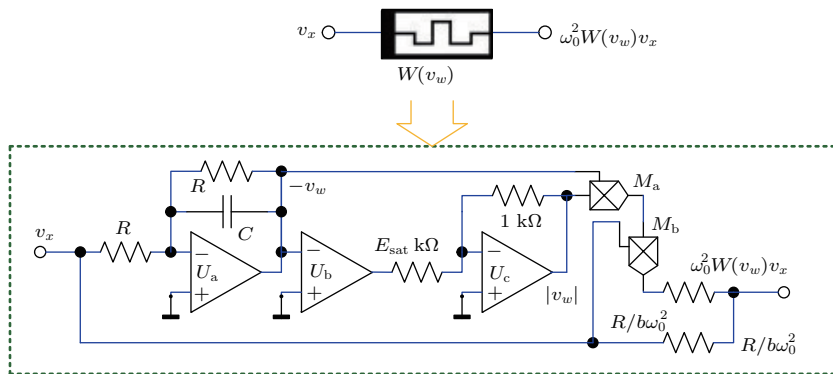 v_x
ω_0^2 W(v_w)v_x
W(v_w)
R
−v_w
M_a
C
M_b
v_x
R
1 kΩ
E_sat kΩ
−
U_a
+
−
U_b
+
−
U_c
+
|v_w|
ω_0^2 W(v_w)v_x
R/bω_0^2
R/bω_0^2